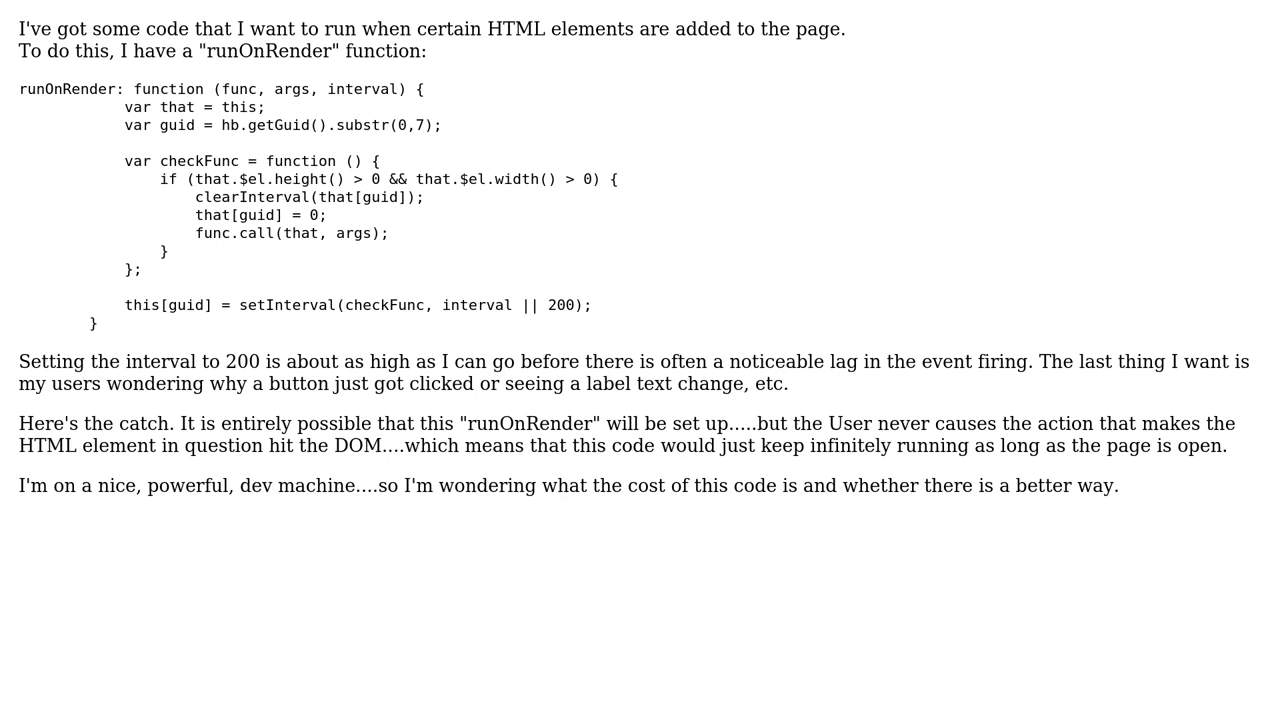 I've got some code that I want to run when certain HTML elements are added to the page.
To do this, I have a "runOnRender" function:
runOnRender: function (func, args, interval) {
            var that = this;
            var guid = hb.getGuid().substr(0,7);

            var checkFunc = function () {
                if (that.$el.height() > 0 && that.$el.width() > 0) {
                    clearInterval(that[guid]);
                    that[guid] = 0;
                    func.call(that, args);
                }
            };

            this[guid] = setInterval(checkFunc, interval || 200);
        }
Setting the interval to 200 is about as high as I can go before there is often a noticeable lag in the event firing. The last thing I want is
my users wondering why a button just got clicked or seeing a label text change, etc.
Here's the catch. It is entirely possible that this "runOnRender" will be set up.....but the User never causes the action that makes the
HTML element in question hit the DOM....which means that this code would just keep infinitely running as long as the page is open.
I'm on a nice, powerful, dev machine....so I'm wondering what the cost of this code is and whether there is a better way.